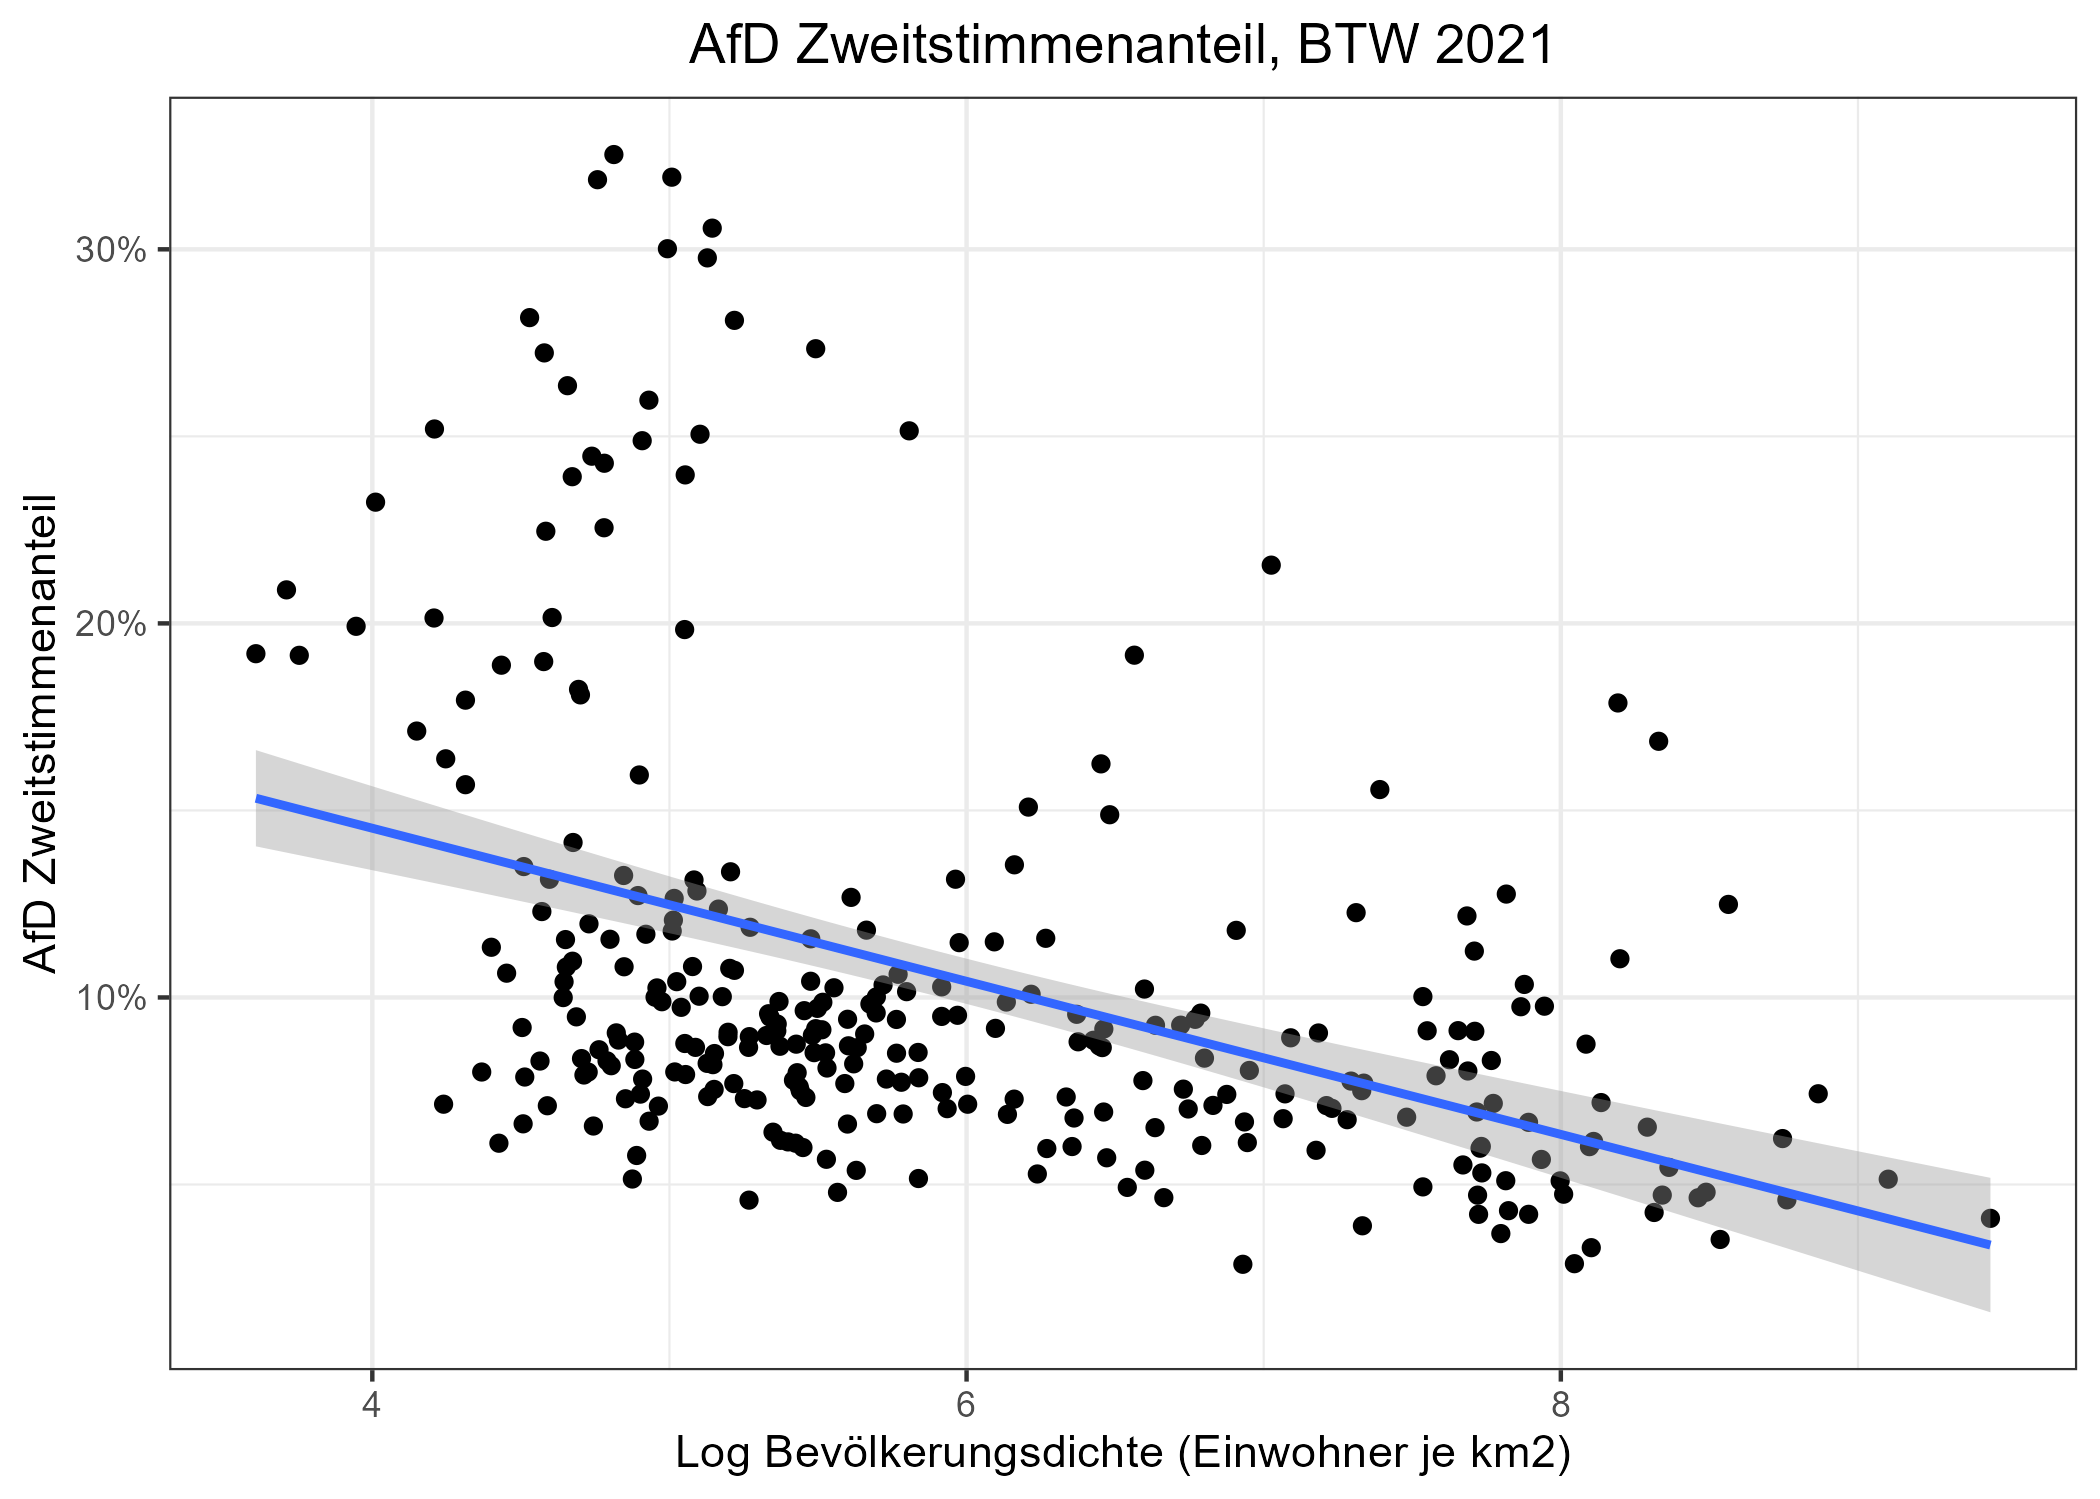 AfD Zweitstimmenanteil, BTW 2021
AfD Zweitstimmenanteil
30%
20%
10%
4
6
8
Log Bevölkerungsdichte (Einwohner je km2)